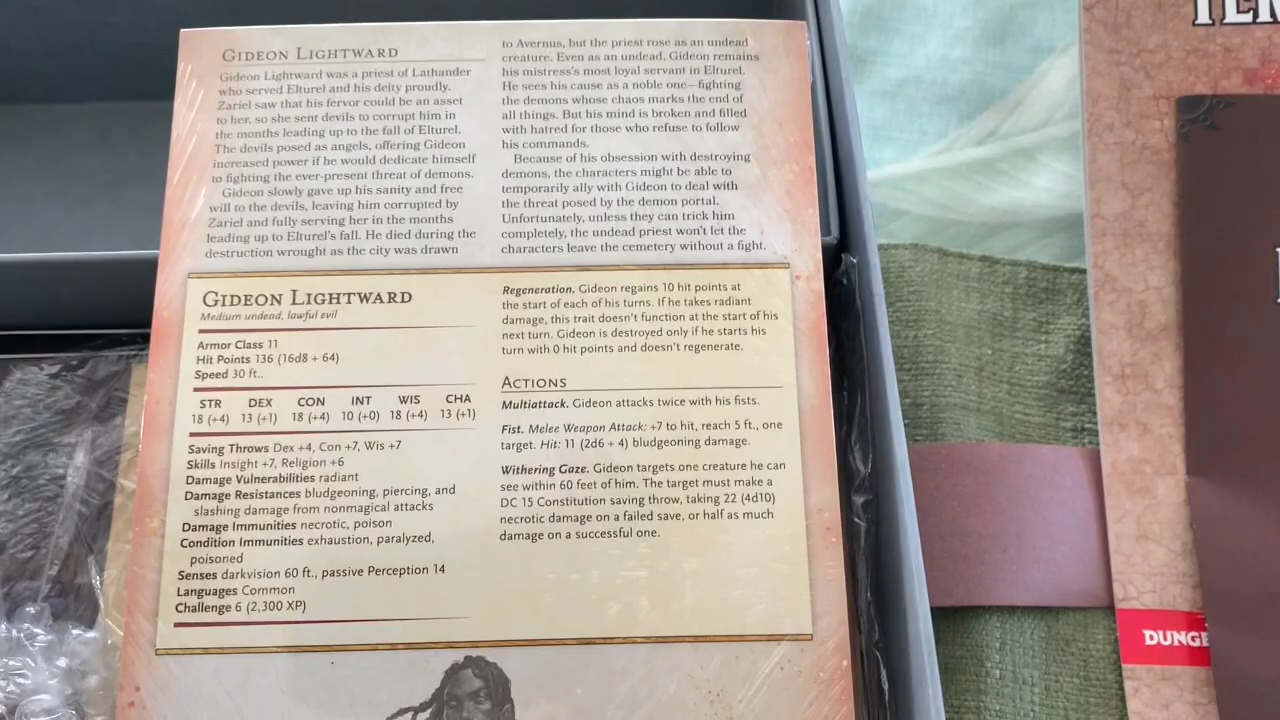 GIDEON LIGHTWARD
Gideon Lightward was a priest of Lathander
who served Elturel and his deity proudly.
Zariel saw that his fervor could be an asset
to her, so she sent devils to corrupt him in
the months leading up to the fall of Elturel.
The devils posed as angels, offering Gideon
increased power if he would dedicate himself
to fighting the ever-present threat of demons.
Gideon slowly gave up his sanity and free
will to the devils, leaving him corrupted by
Zariel and fully serving her in the months
leading up to Elturel's fall. He died during the
destruction wrought as the city was drawn
to Avernus, but the priest rose as an undead
creature. Even as an undead, Gideon remains
his mistress's most loyal servant in Elturel.
He sees his cause as a noble one—fighting
the demons whose chaos marks the end of
all things. But his mind is broken and filled
with hatred for those who refuse to follow
his commands.
Because of his obsession with destroying
demons, the characters might be able to
temporarily ally with Gideon to deal with
the threat posed by the demon portal.
Unfortunately, unless they can trick him
completely, the undead priest won't let the
characters leave the cemetery without a fight.
GIDEON LIGHTWARD
Medium undead, lawful evil
Armor Class 11
Hit Points 136 (16d8 + 64)
Speed 30 ft..
STR DEX CON INT WIS CHA
18 (+4) 13 (+1) 18 (+4) 10 (+0) 18 (+4) 13 (+1)
Saving Throws Dex +4, Con +7, Wis +7
Skills Insight +7, Religion +6
Damage Vulnerabilities radiant
Damage Resistances bludgeoning, piercing, and
slashing damage from nonmagical attacks
Damage Immunities necrotic, poison
Condition Immunities exhaustion, paralyzed,
poisoned
Senses darkvision 60 ft., passive Perception 14
Languages Common
Challenge 6 (2,300 XP)
Regeneration. Gideon regains 10 hit points at
the start of each of his turns. If he takes radiant
damage, this trait doesn't function at the start of his
next turn. Gideon is destroyed only if he starts his
turn with 0 hit points and doesn't regenerate.
ACTIONS
Multiattack. Gideon attacks twice with his fists.
Fist. Melee Weapon Attack: +7 to hit, reach 5 ft., one
target. Hit: 11 (2d6 + 4) bludgeoning damage.
Withering Gaze. Gideon targets one creature he can
see within 60 feet of him. The target must make a
DC 15 Constitution saving throw, taking 22 (4d10)
necrotic damage on a failed save, or half as much
damage on a successful one.
DUNGE